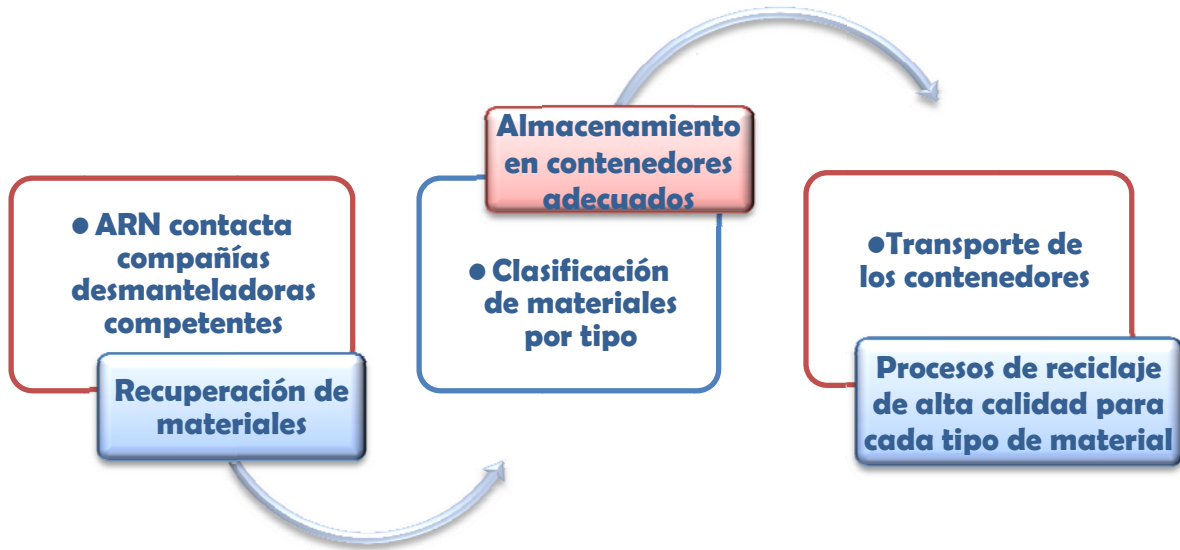 ● ARN contacta
compañías
desmanteladoras
competentes
Recuperación de
materiales
Almacenamiento
en contenedores
adecuados
● Clasificación
de materiales
por tipo
●Transporte de
los contenedores
Procesos de reciclaje
de alta calidad para
cada tipo de material